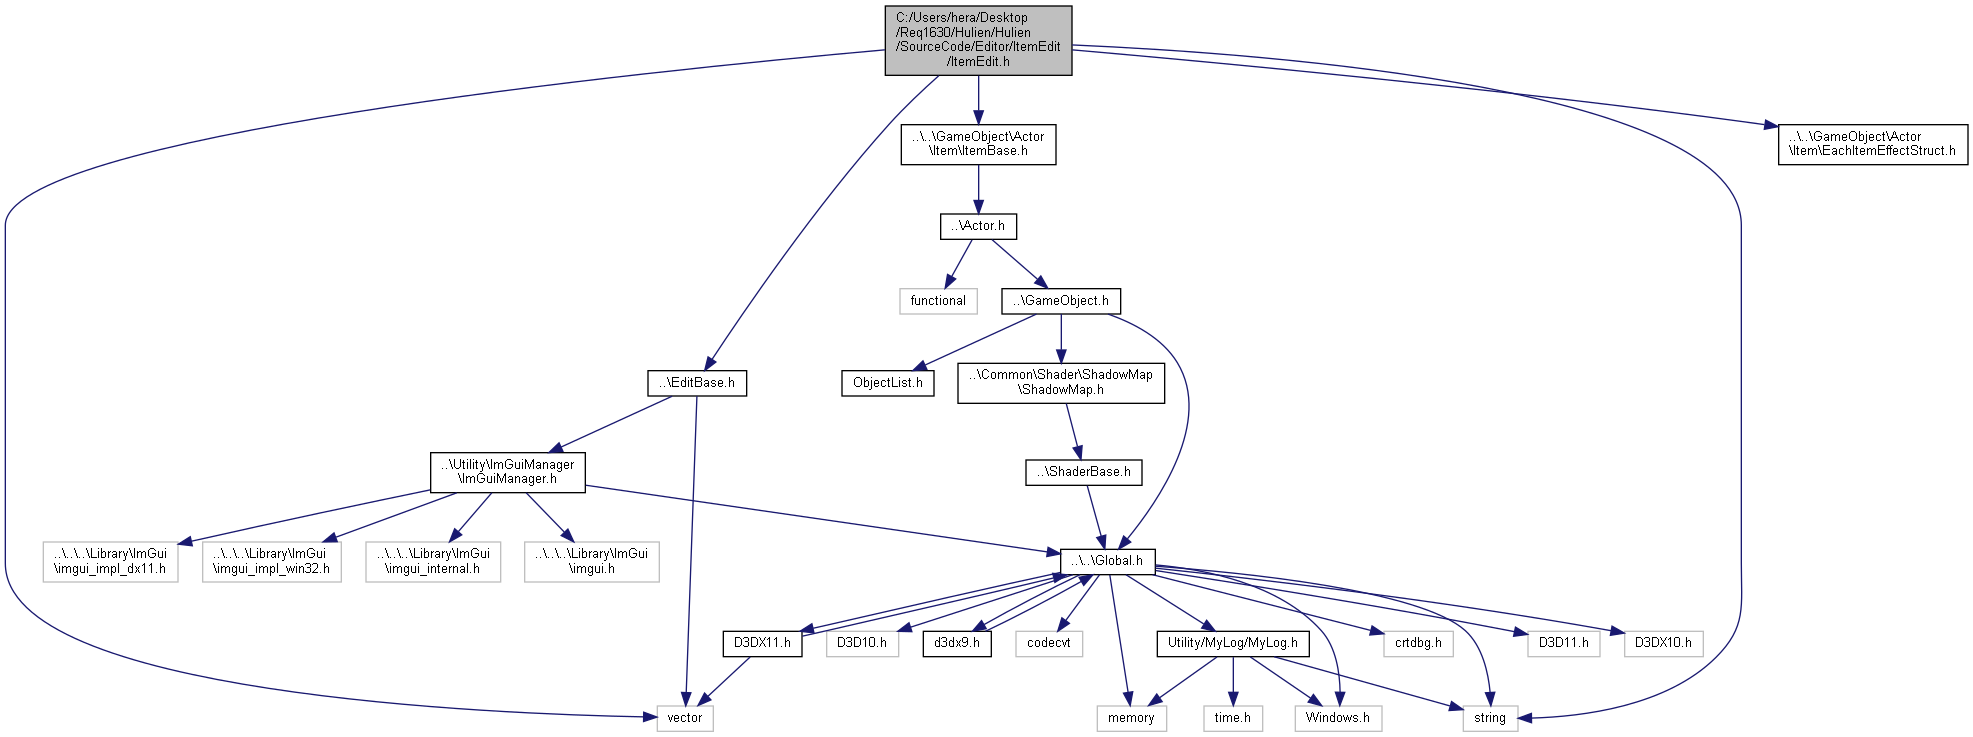 C:/Users/hera/Desktop
/Req1630/Hulien/Hulien
/SourceCode/Editor/ItemEdit
/ItemEdit.h
..\..\GameObject\Actor
\Item\ItemBase.h
..\..\GameObject\Actor
\Item\EachItemEffectStruct.h
..\Actor.h
functional
..\GameObject.h
..\EditBase.h
ObjectList.h
..\Common\Shader\ShadowMap
\ShadowMap.h
..\Utility\ImGuiManager
\ImGuiManager.h
..\ShaderBase.h
..\..\..\Library\ImGui
\imgui_impl_dx11.h
..\..\..\Library\ImGui
\imgui_impl_win32.h
..\..\..\Library\ImGui
\imgui_internal.h
..\..\..\Library\ImGui
\imgui.h
..\..\Global.h
D3DX11.h
D3D10.h
d3dx9.h
codecvt
Utility/MyLog/MyLog.h
crtdbg.h
D3D11.h
D3DX10.h
vector
memory
time.h
Windows.h
string